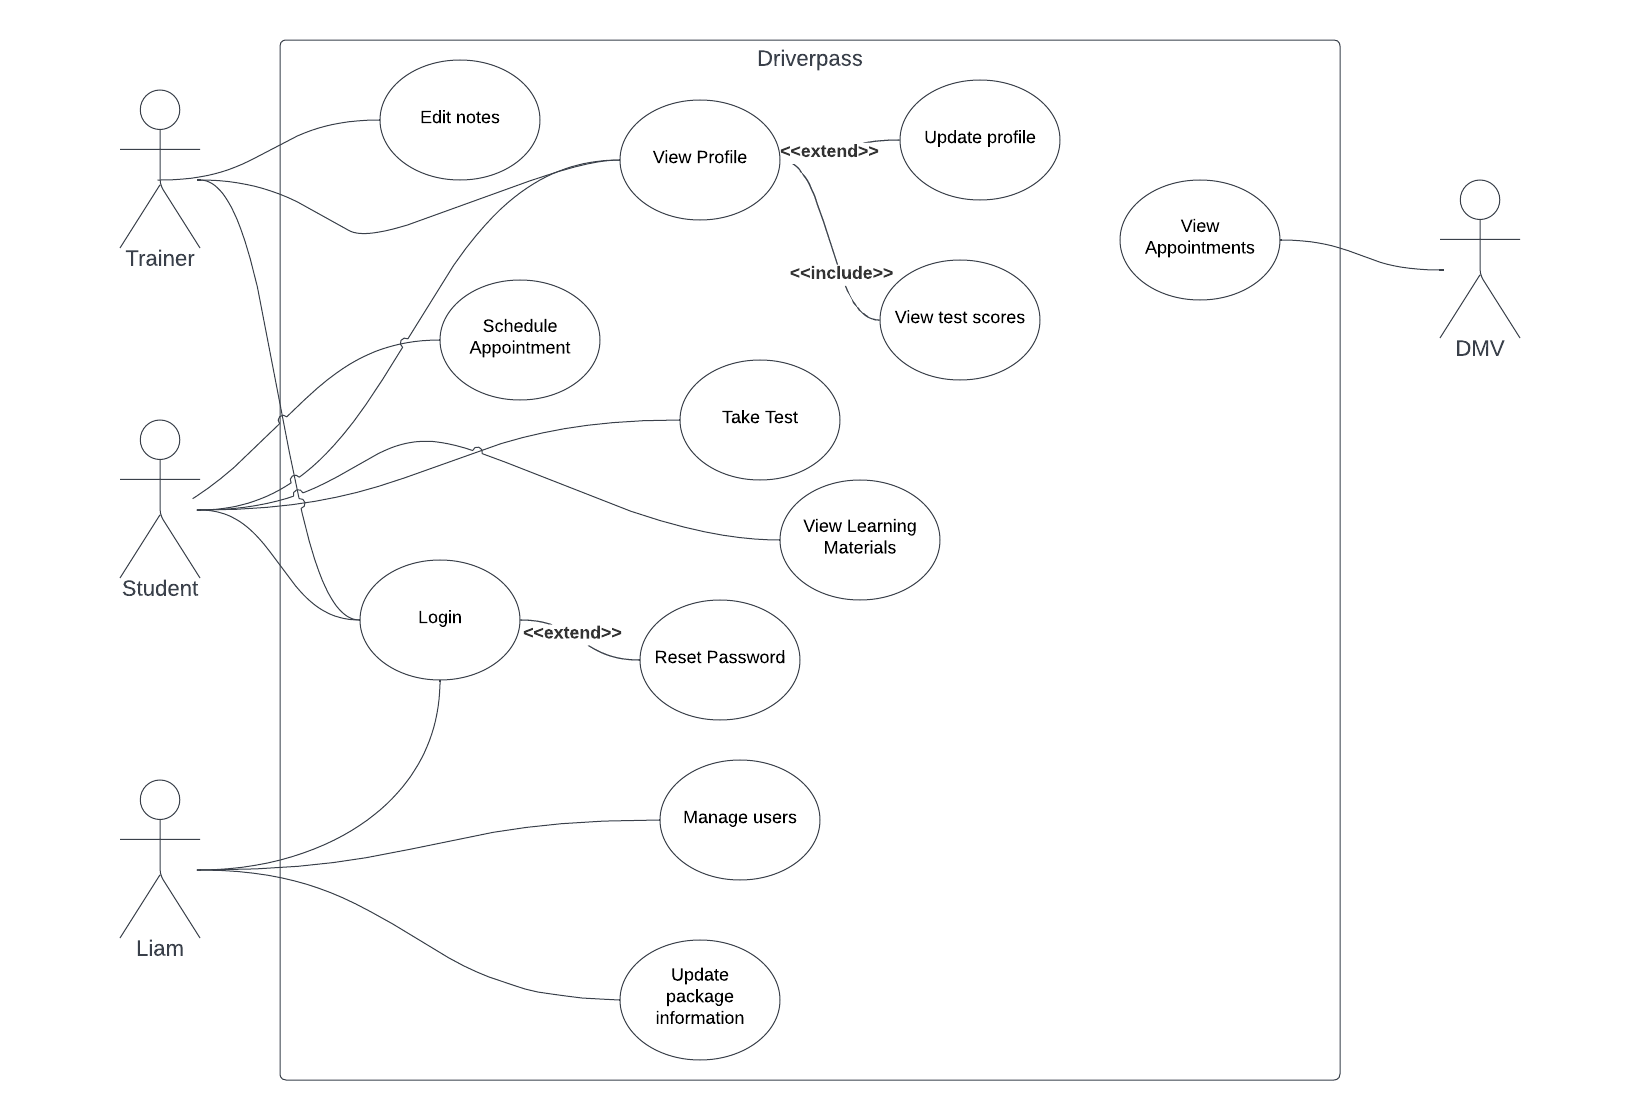 Driverpass
Edit notes
View Profile
<<extend>>
Update profile
View
Appointments
Trainer
<<include>>
View test scores
DMV
Schedule
Appointment
Take Test
View Learning
Materials
Student
Login
<<extend>>
Reset Password
Manage users
Liam
Update
package
information